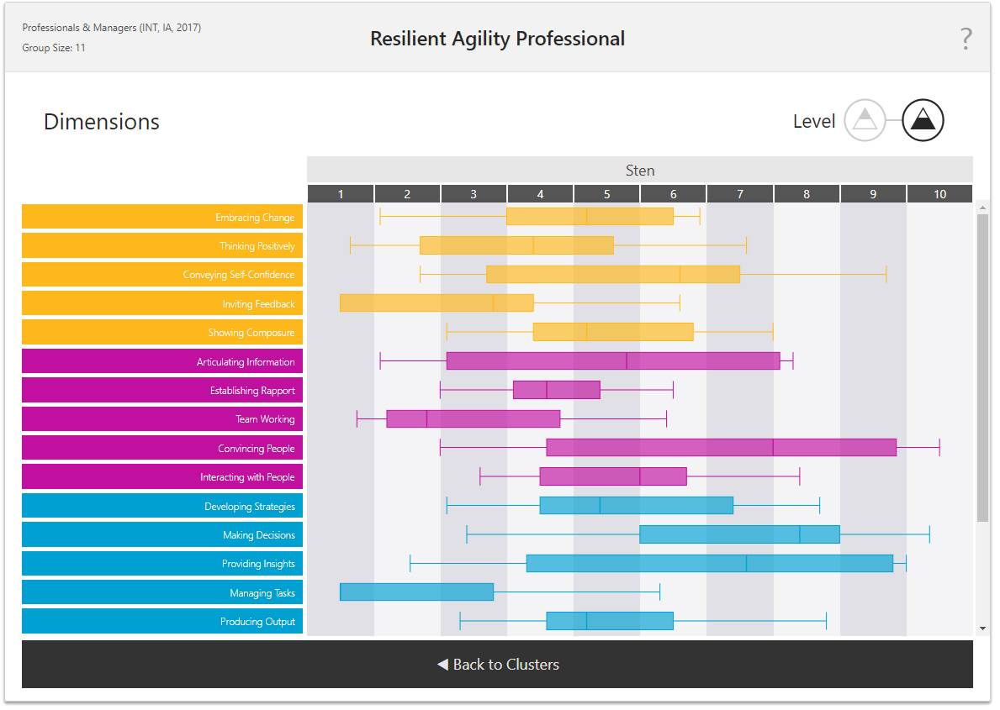 Professionals & Managers (INT, IA, 2017)
Group Size: 11
Resilient Agility Professional
?
Dimensions
Level
Sten
1 2 3 4 5 6 7 8 9 10
Embracing Change
Thinking Positively
Conveying Self-Confidence
Inviting Feedback
Showing Composure
Articulating Information
Establishing Rapport
Team Working
Convincing People
Interacting with People
Developing Strategies
Making Decisions
Providing Insights
Managing Tasks
Producing Output
◀ Back to Clusters